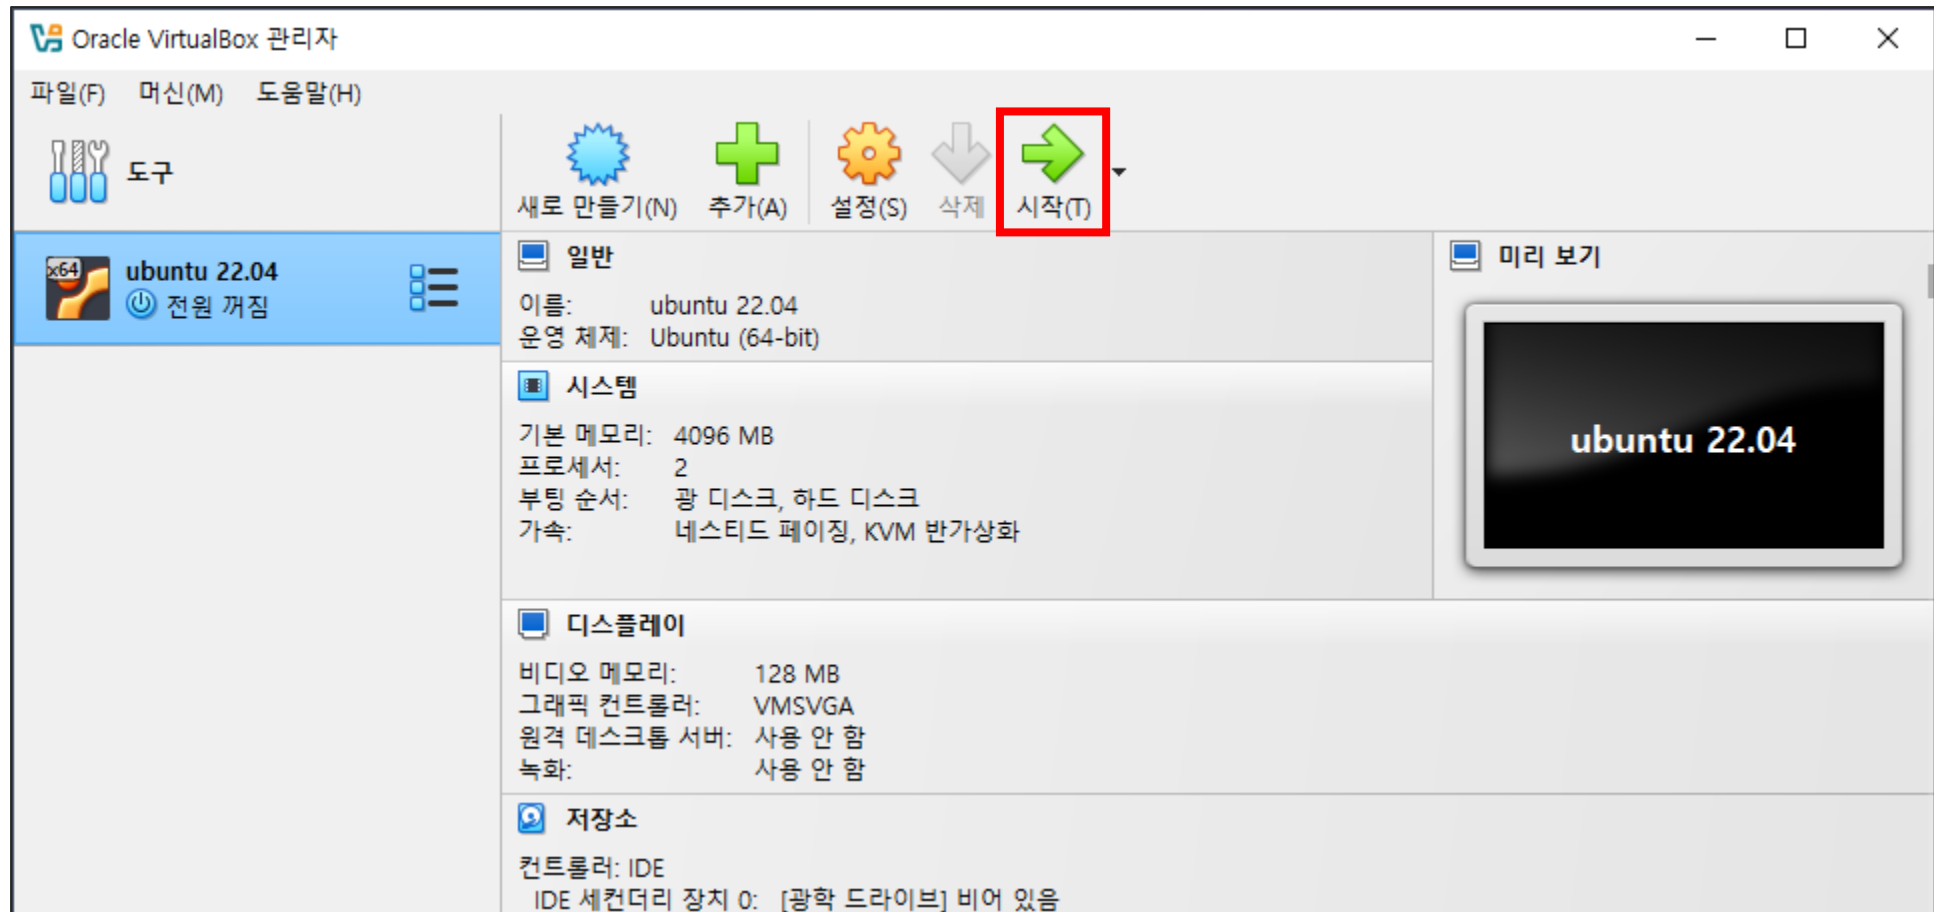 Oracle VirtualBox 관리자
파일(F) 머신(M) 도움말(H)
도구
새로 만들기(N) 추가(A) 설정(S) 삭제 시작(T)
x64
ubuntu 22.04
전원 꺼짐
일반
이름: ubuntu 22.04
운영 체제: Ubuntu (64-bit)
미리 보기
ubuntu 22.04
시스템
기본 메모리: 4096 MB
프로세서: 2
부팅 순서: 광 디스크, 하드 디스크
가속: 네스티드 페이징, KVM 반가상화
디스플레이
비디오 메모리: 128 MB
그래픽 컨트롤러: VMSVGA
원격 데스크톱 서버: 사용 안 함
녹화: 사용 안 함
저장소
컨트롤러: IDE
IDE 세컨더리 장치 0: [광학 드라이브] 비어 있음